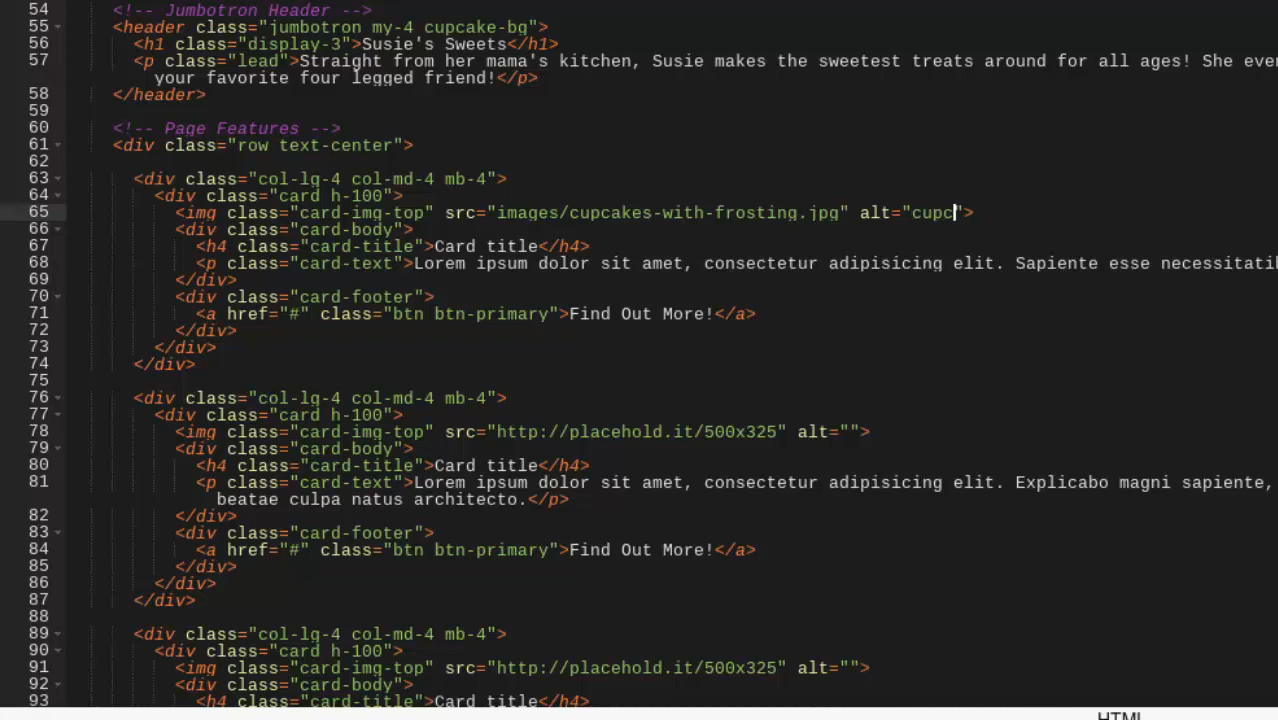 54 <!-- Jumbotron Header -->
55 <header class="jumbotron my-4 cupcake-bg">
56 <h1 class="display-3">Susie's Sweets</h1>
57 <p class="lead">Straight from her mama's kitchen, Susie makes the sweetest treats around for all ages! She
your favorite four legged friend!</p>
58 </header>
59
60 <!-- Page Features -->
61 <div class="row text-center">
62
63 <div class="col-lg-4 col-md-4 mb-4">
64 <div class="card h-100">
65 <img class="card-img-top" src="images/cupcakes-with-frosting.jpg" alt="cupc">
66 <div class="card-body">
67 <h4 class="card-title">Card title</h4>
68 <p class="card-text">Lorem ipsum dolor sit amet, consectetur adipisicing elit. Sapiente esse
69 </div>
70 <div class="card-footer">
71 <a href="#" class="btn btn-primary">Find Out More!</a>
72 </div>
73 </div>
74 </div>
75
76 <div class="col-lg-4 col-md-4 mb-4">
77 <div class="card h-100">
78 <img class="card-img-top" src="http://placehold.it/500x325" alt="">
79 <div class="card-body">
80 <h4 class="card-title">Card title</h4>
81 <p class="card-text">Lorem ipsum dolor sit amet, consectetur adipisicing elit. Explicabo magni sapiente,
beatae culpa natus architecto.</p>
82 </div>
83 <div class="card-footer">
84 <a href="#" class="btn btn-primary">Find Out More!</a>
85 </div>
86 </div>
87 </div>
88
89 <div class="col-lg-4 col-md-4 mb-4">
90 <div class="card h-100">
91 <img class="card-img-top" src="http://placehold.it/500x325" alt="">
92 <div class="card-body">
93 <h4 class="card-title">Card title</h4>
HTML